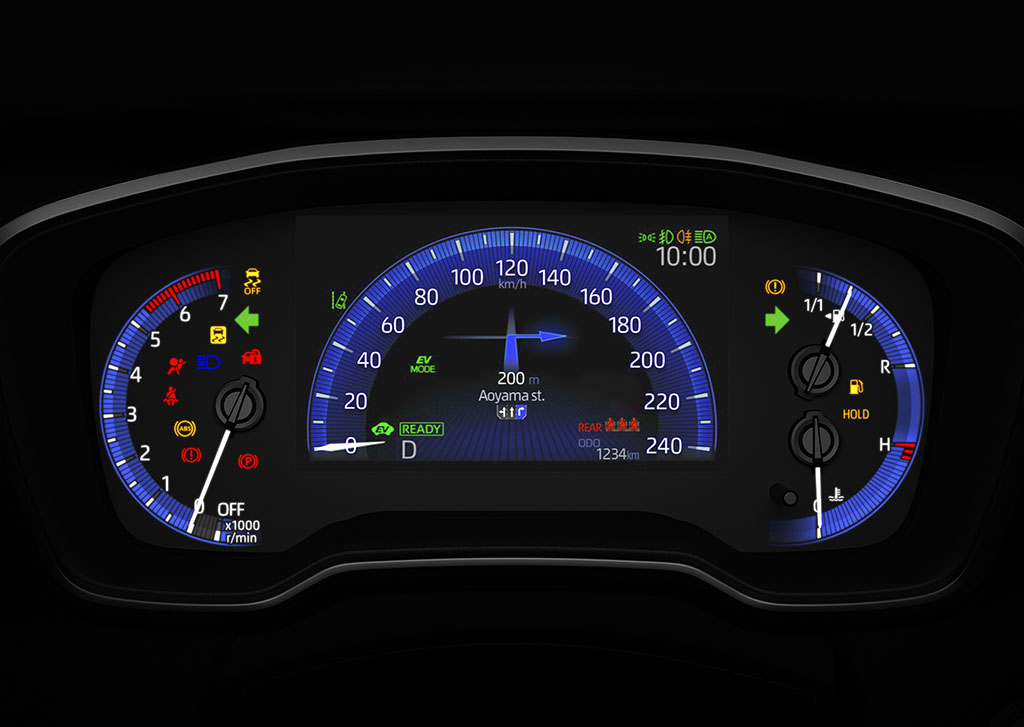 7
6
5
4
3
2
1
0
OFF
x1000
r/min
OFF
ABS
P
0
20
40
60
80
100
120
140
160
180
200
220
240
km/h
A
10:00
EV
MODE
200 m
Aoyama st.
EV READY
D
REAR
ODO
1234 km
1/1
1/2
R
HOLD
H